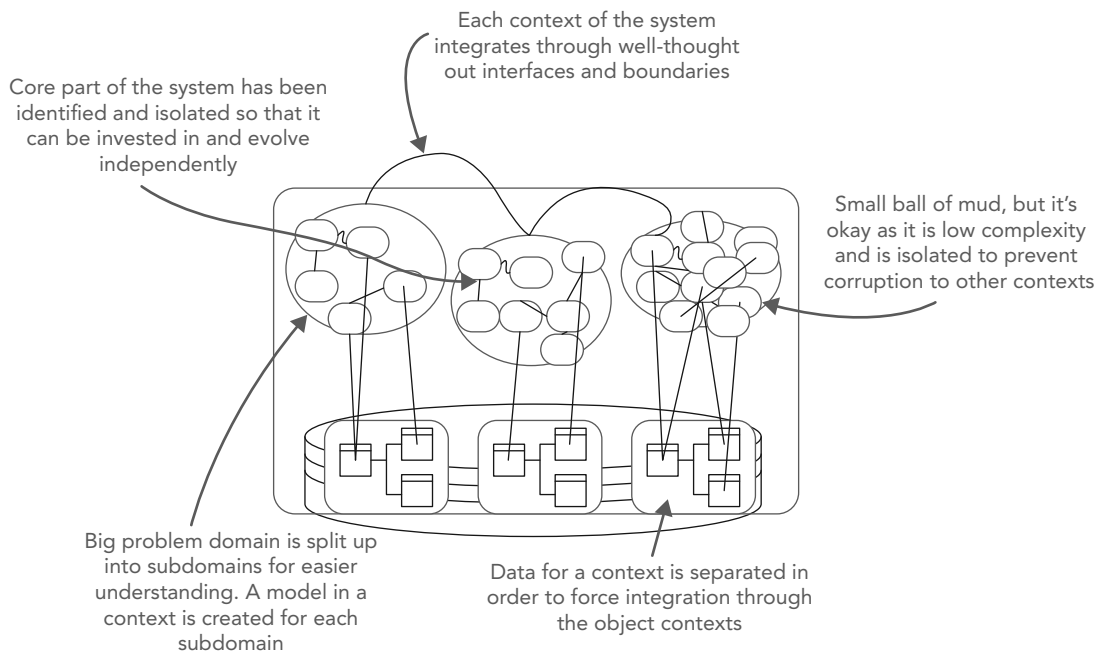 Each context of the system
integrates through well-thought
out interfaces and boundaries
Core part of the system has been
identified and isolated so that it
can be invested in and evolve
independently
Small ball of mud, but it’s
okay as it is low complexity
and is isolated to prevent
corruption to other contexts
Big problem domain is split up
into subdomains for easier
understanding. A model in a
context is created for each
subdomain
Data for a context is separated in
order to force integration through
the object contexts